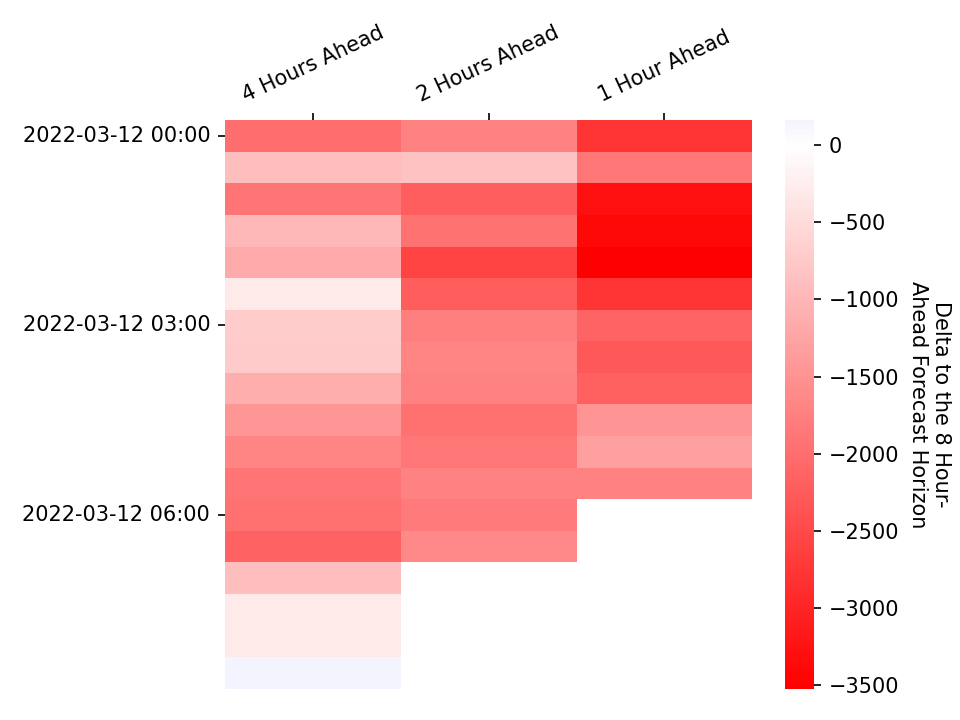 4 Hours Ahead
2 Hours Ahead
1 Hour Ahead
2022-03-12 00:00
2022-03-12 03:00
2022-03-12 06:00
0
−500
−1000
−1500
−2000
−2500
−3000
−3500
Delta to the 8 Hour-
Ahead Forecast Horizon